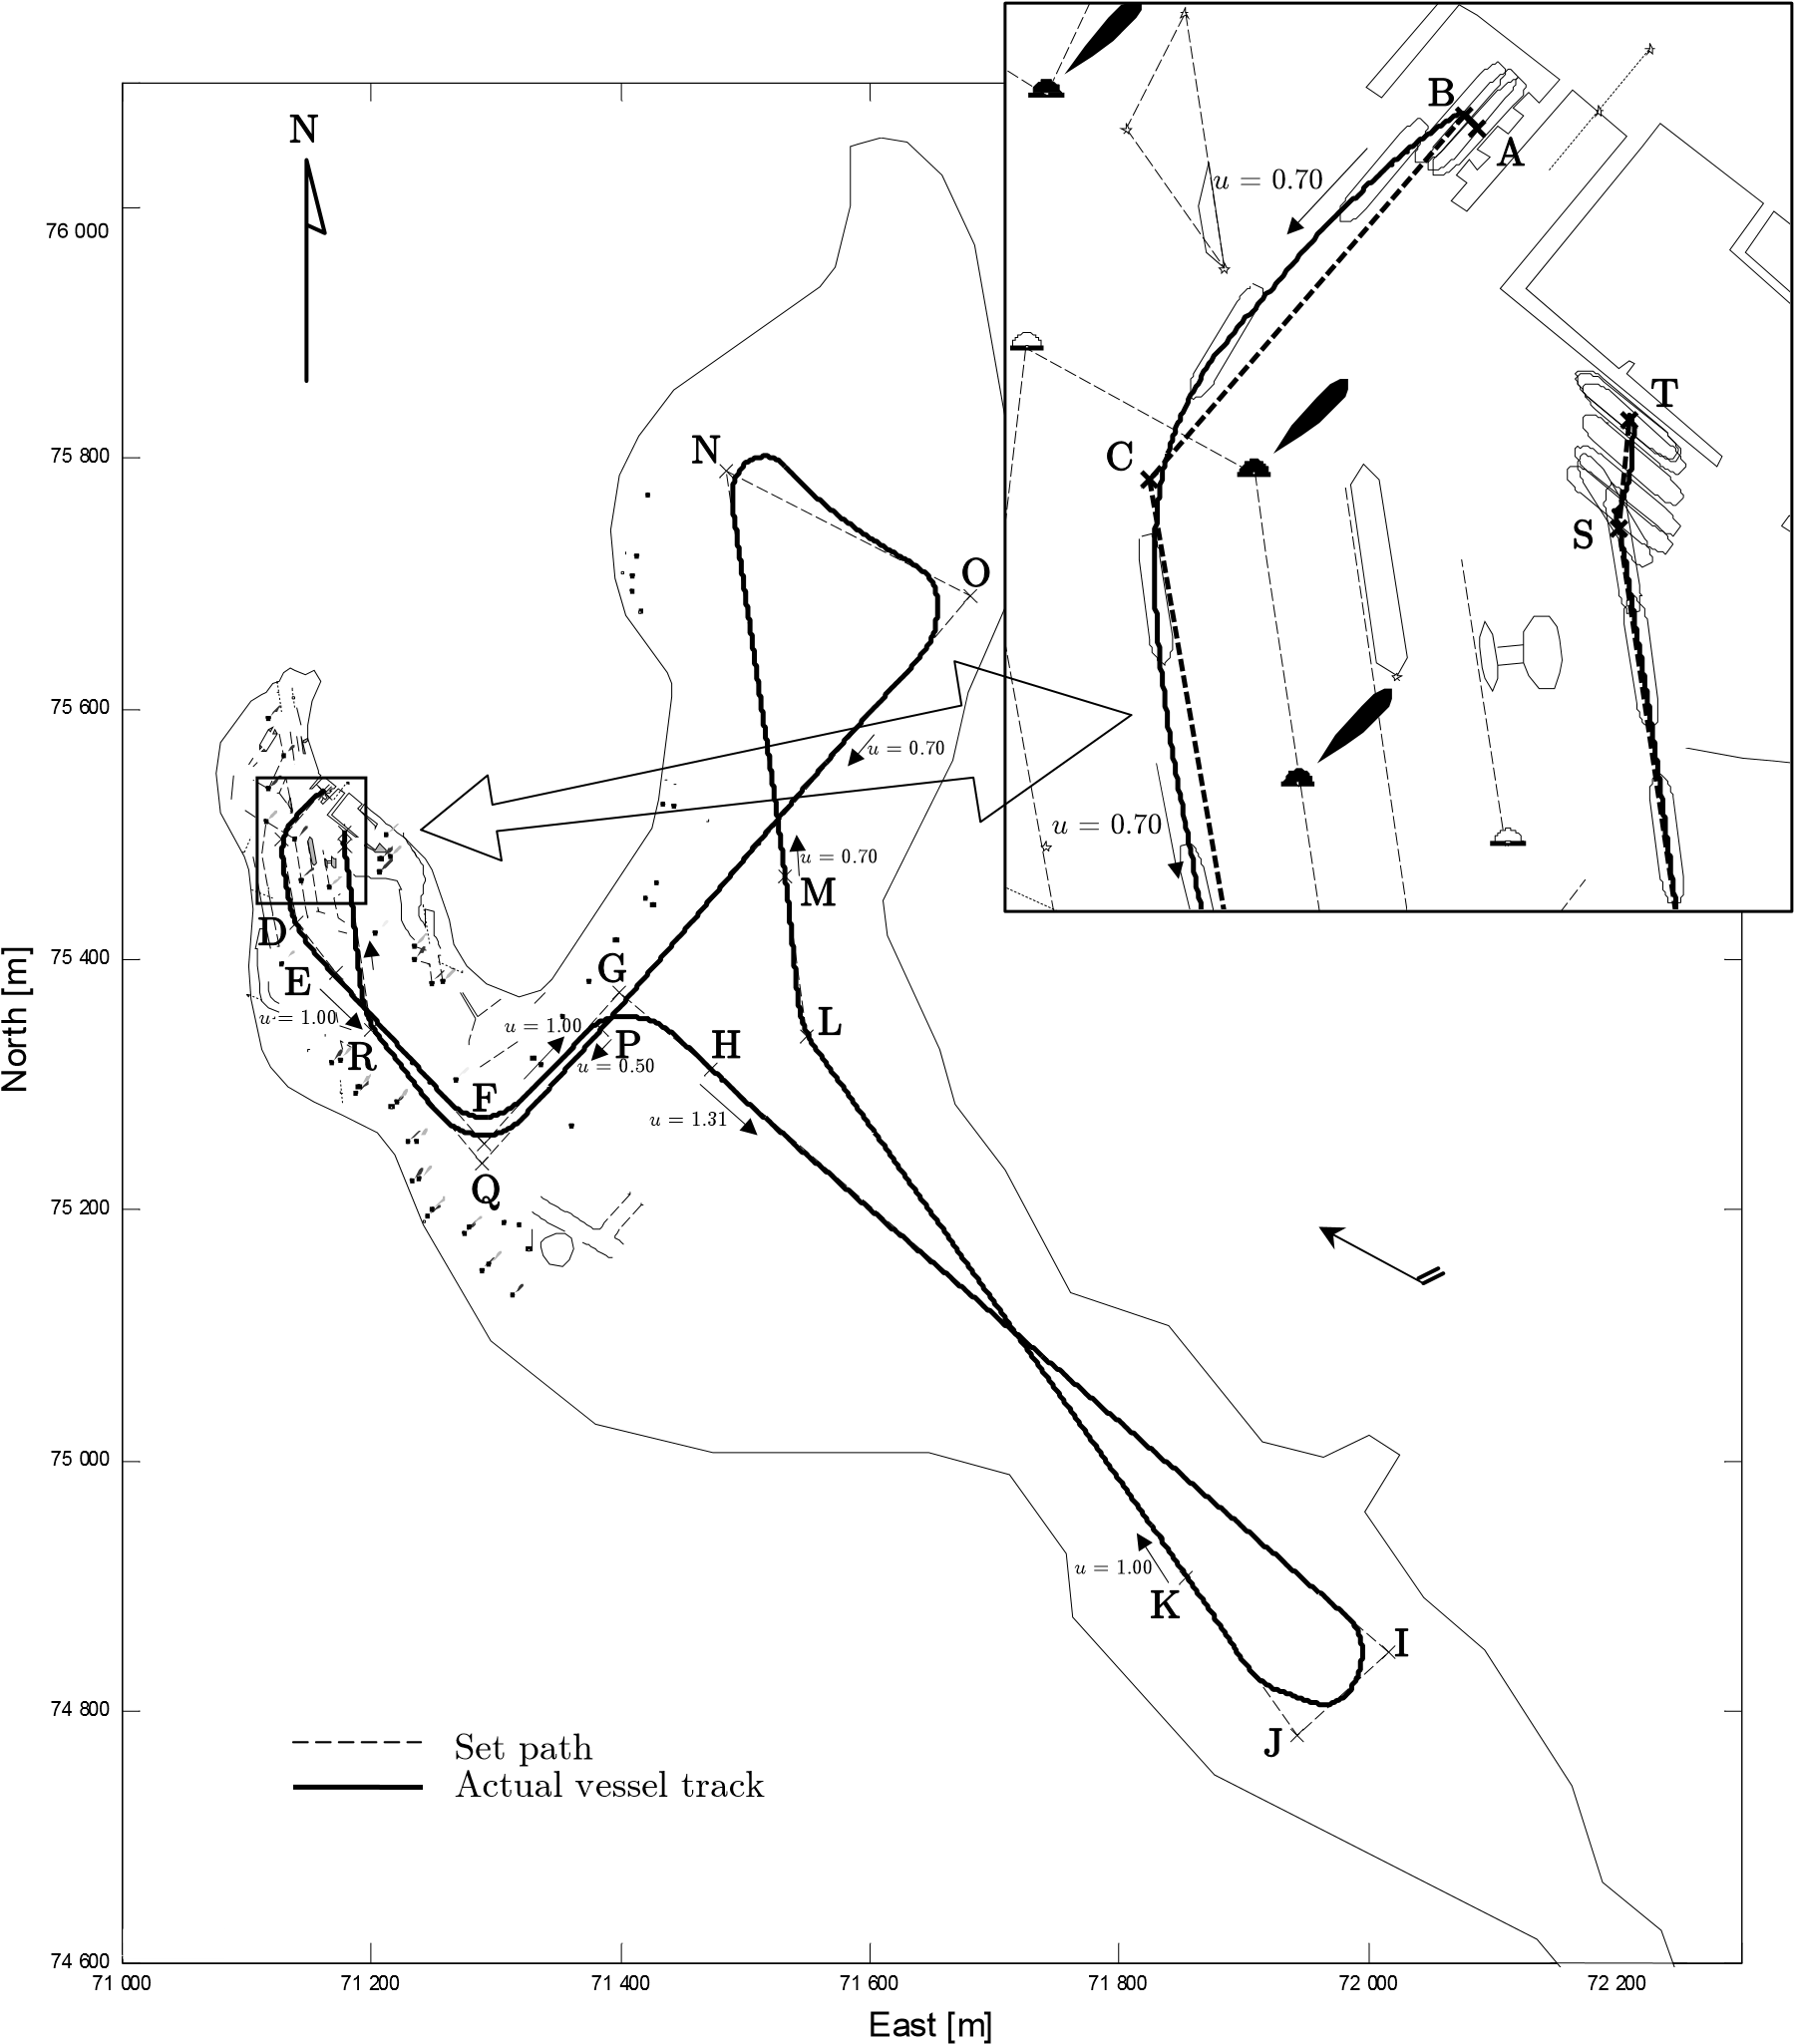 N
B
A
u = 0.70
T
C
S
u = 0.70
76 000
75 800
75 600
75 400
75 200
75 000
74 800
74 600
North [m]
N
O
u = 0.70
u = 0.70
M
D
E
G
L
u = 1.00
u = 1.00
R
P
H
u = 0.50
F
u = 1.31
Q
u = 1.00
K
I
J
Set path
Actual vessel track
71 000
71 200
71 400
71 600
71 800
72 000
72 200
East [m]